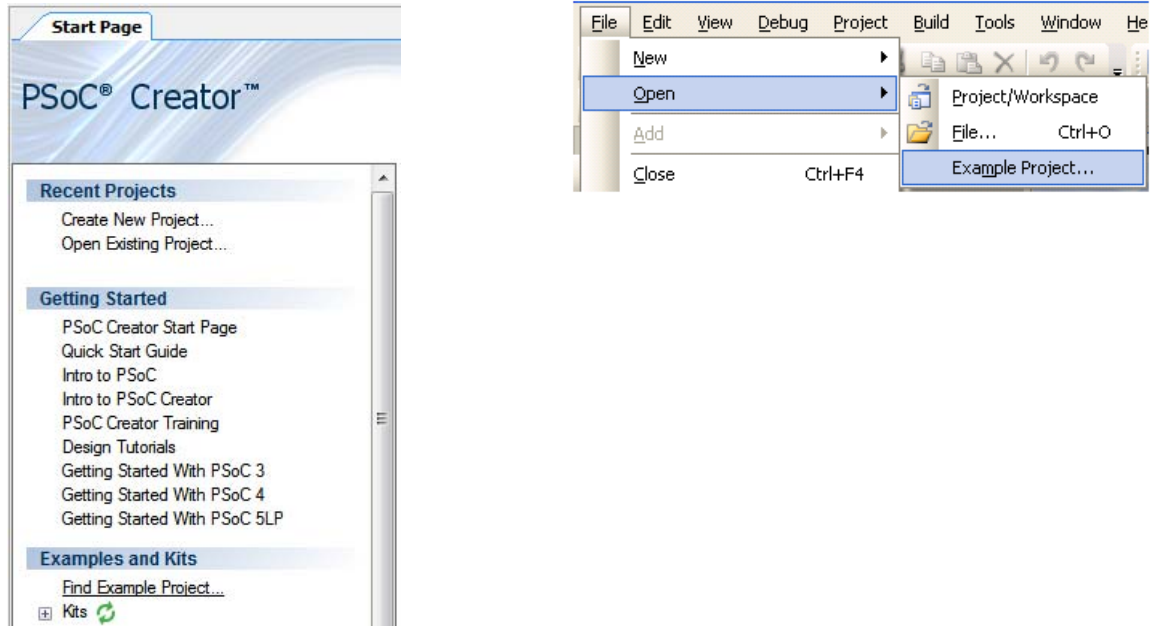 Start Page
PSoC® Creator™
Recent Projects
Create New Project...
Open Existing Project...
Getting Started
PSoC Creator Start Page
Quick Start Guide
Intro to PSoC
Intro to PSoC Creator
PSoC Creator Training
Design Tutorials
Getting Started With PSoC 3
Getting Started With PSoC 4
Getting Started With PSoC 5LP
Examples and Kits
Find Example Project...
Kits
File Edit View Debug Project Build Tools Window He
New
Open
Add
Close Ctrl+F4
Project/Workspace
File... Ctrl+O
Example Project...